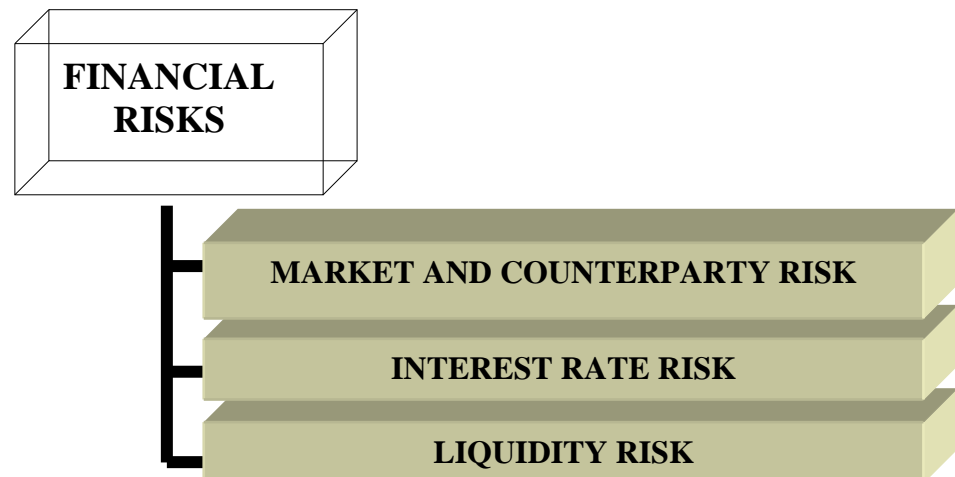 FINANCIAL
RISKS
MARKET AND COUNTERPARTY RISK
INTEREST RATE RISK
LIQUIDITY RISK